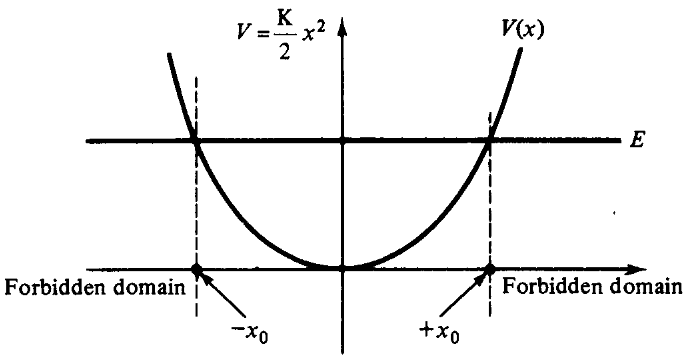 V = K/2 x²
V(x)
E
Forbidden domain
Forbidden domain
−x₀
+x₀